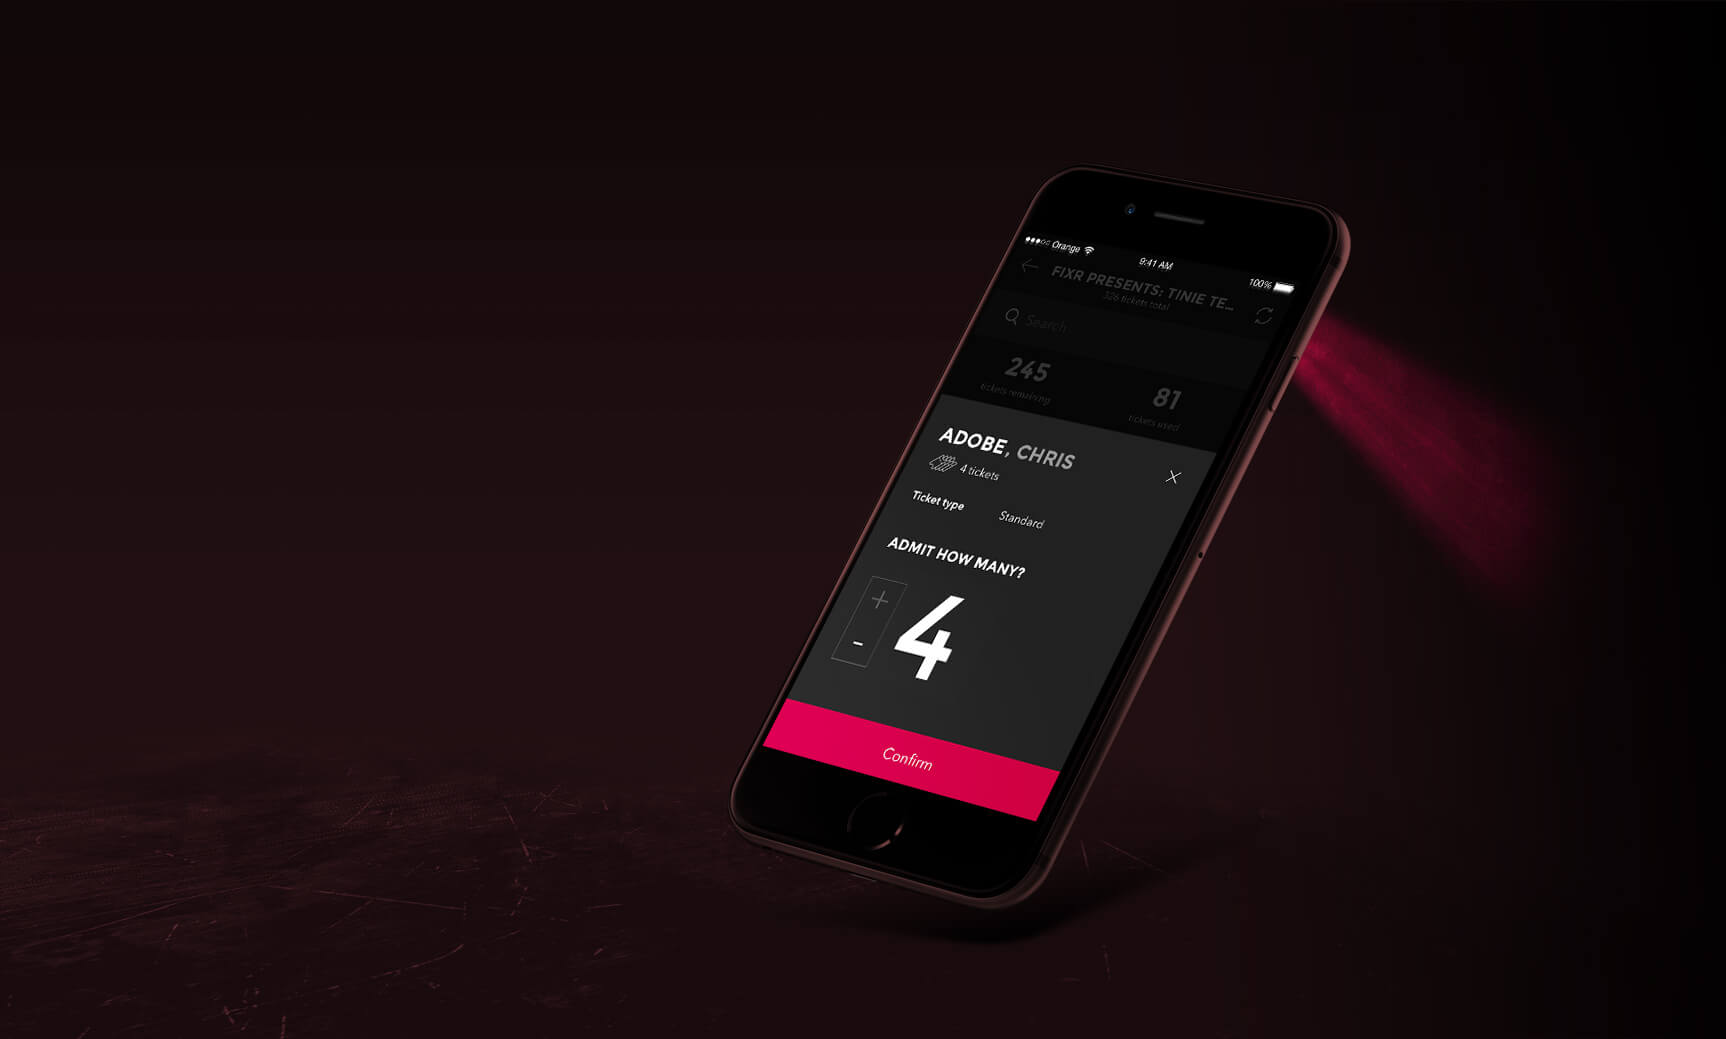 Orange 9:41 AM 100%
FIXR PRESENTS: TINIE TE...
326 tickets total
Search
245 81
tickets remaining tickets used
ADOBE, CHRIS
4 tickets
Ticket type Standard
ADMIT HOW MANY?
+
- 4
Confirm